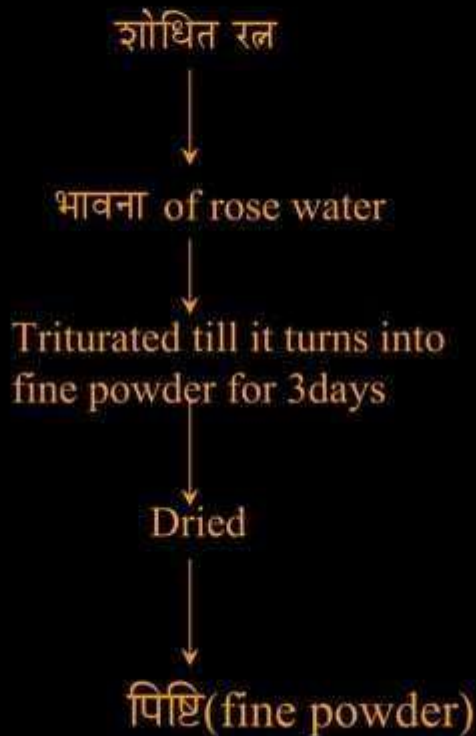 शोधित रत्न
भावना of rose water
Triturated till it turns into
fine powder for 3days
Dried
पिष्टि(fine powder)